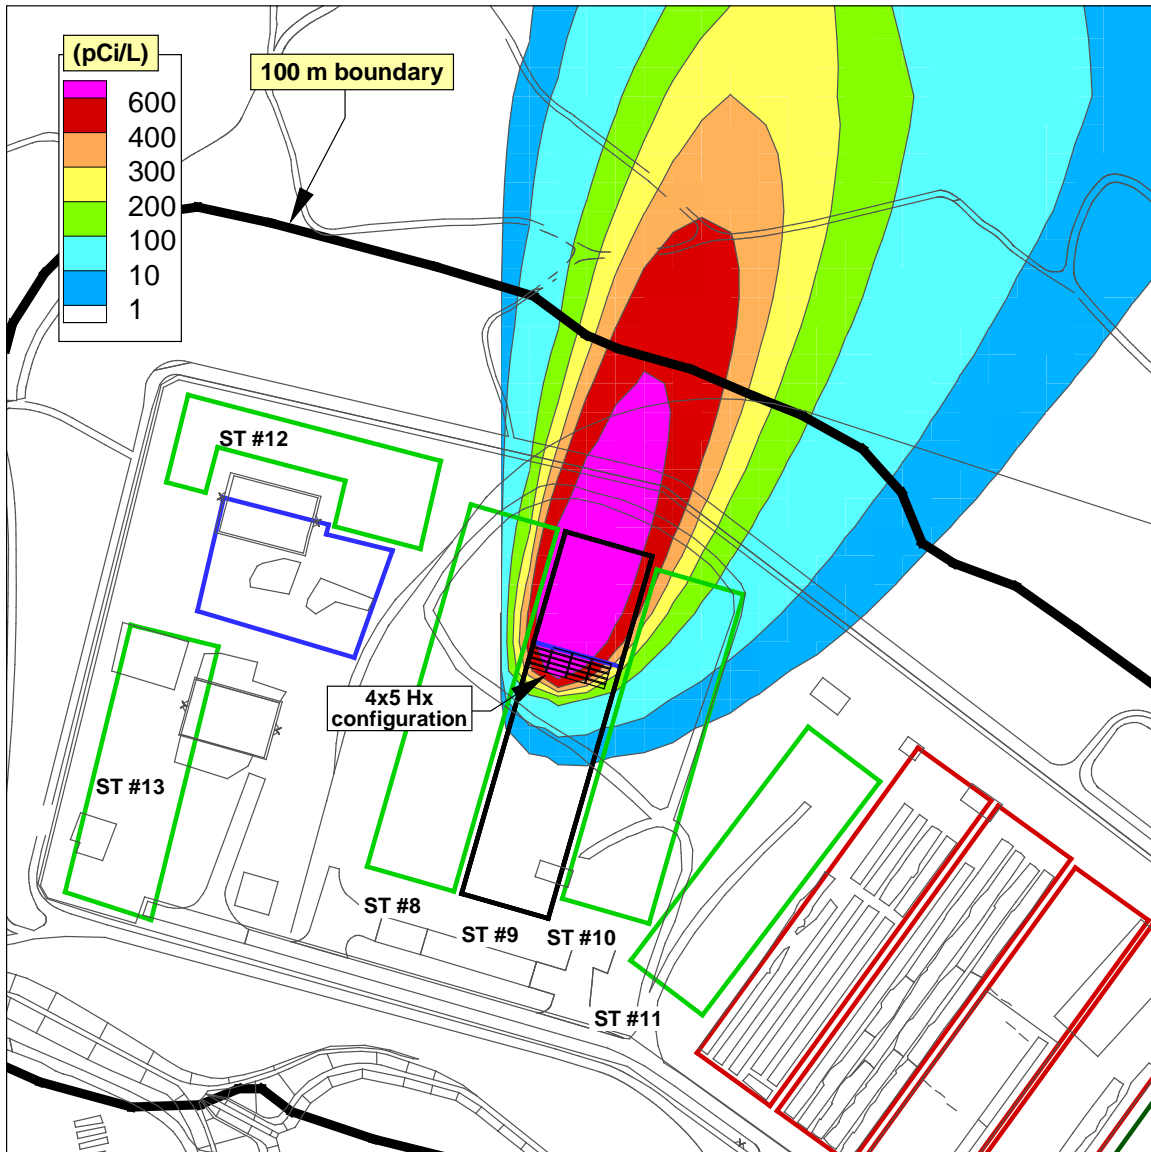 (pCi/L)
600
400
300
200
100
10
1
100 m boundary
ST #12
4x5 Hx
configuration
ST #13
ST #8
ST #9
ST #10
ST #11